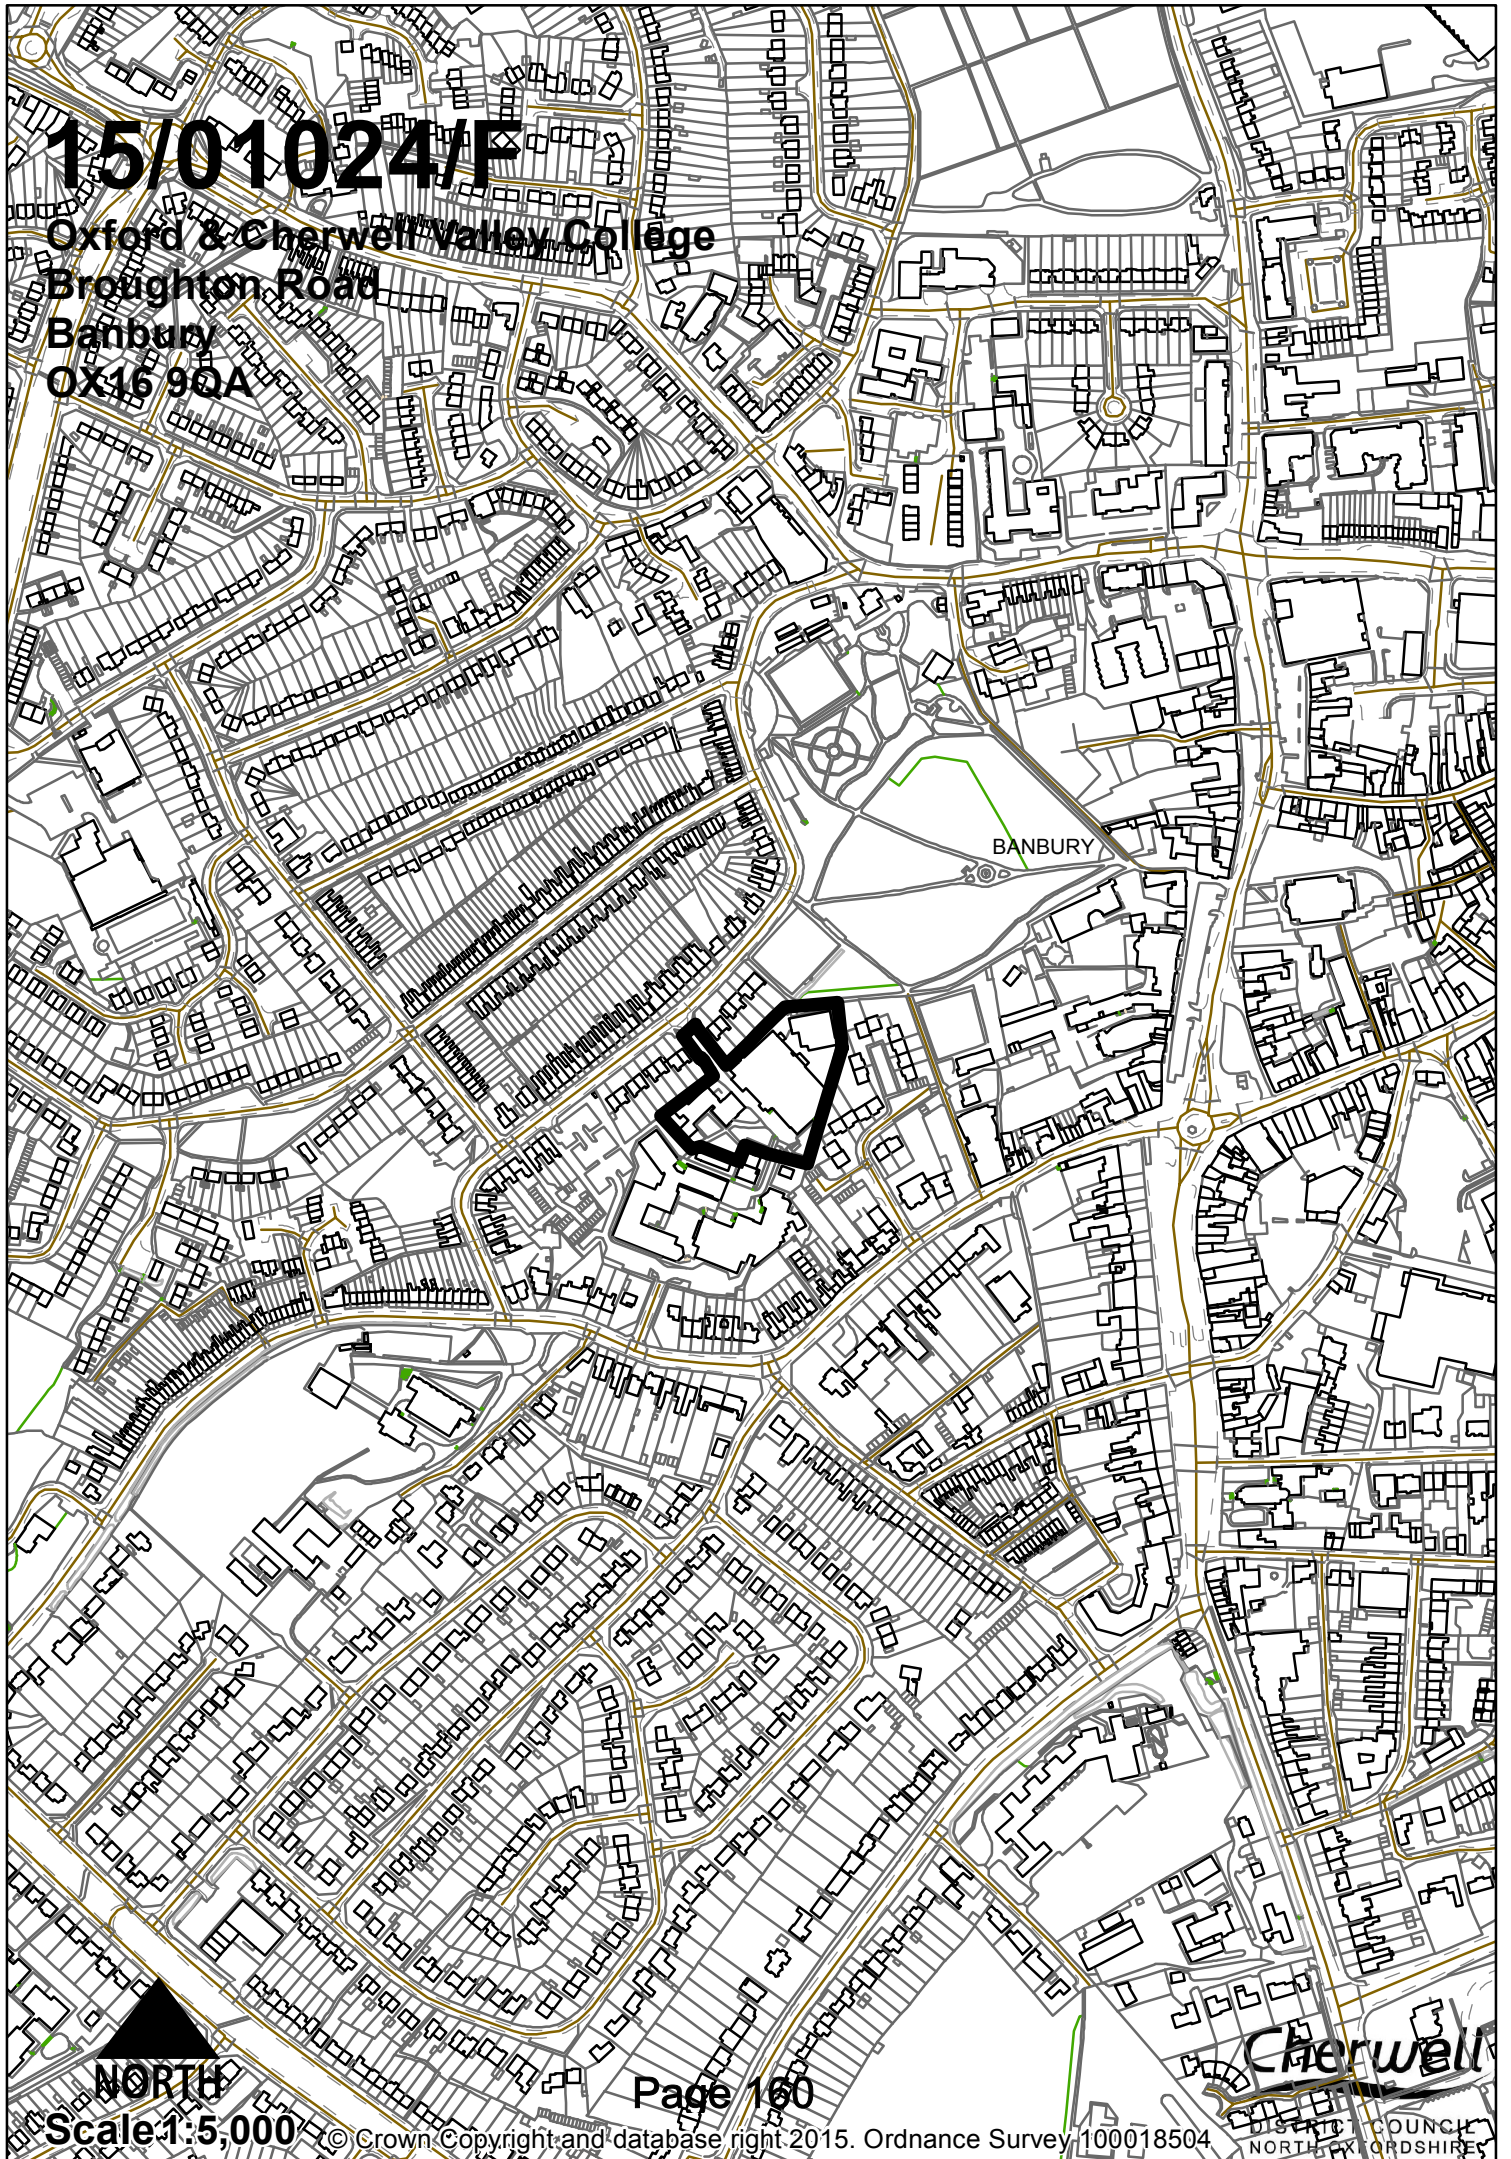 15/01024/F
Oxford & Cherwell Valley College
Broughton Road
Banbury
OX16 9QA
BANBURY
NORTH
Scale 1:5,000
Page 160
© Crown Copyright and database right 2015. Ordnance Survey 100018504
Cherwell
DISTRICT COUNCIL
NORTH OXFORDSHIRE